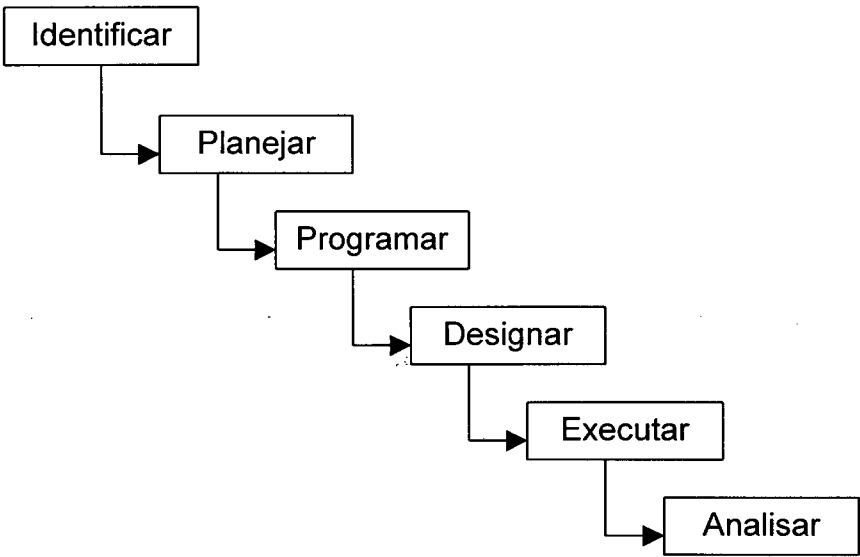 Identificar
Planejar
Programar
Designar
Executar
Analisar